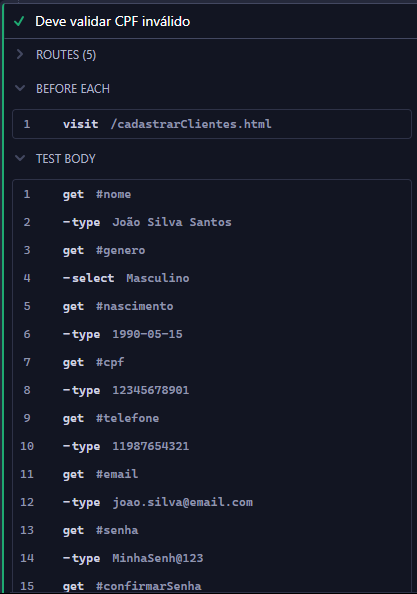 Deve validar CPF inválido
ROUTES (5)
BEFORE EACH
1 visit /cadastrarClientes.html
TEST BODY
1 get #nome
2 -type João Silva Santos
3 get #genero
4 -select Masculino
5 get #nascimento
6 -type 1990-05-15
7 get #cpf
8 -type 12345678901
9 get #telefone
10 -type 11987654321
11 get #email
12 -type joao.silva@email.com
13 get #senha
14 -type MinhaSenh@123
15 get #confirmarSenha